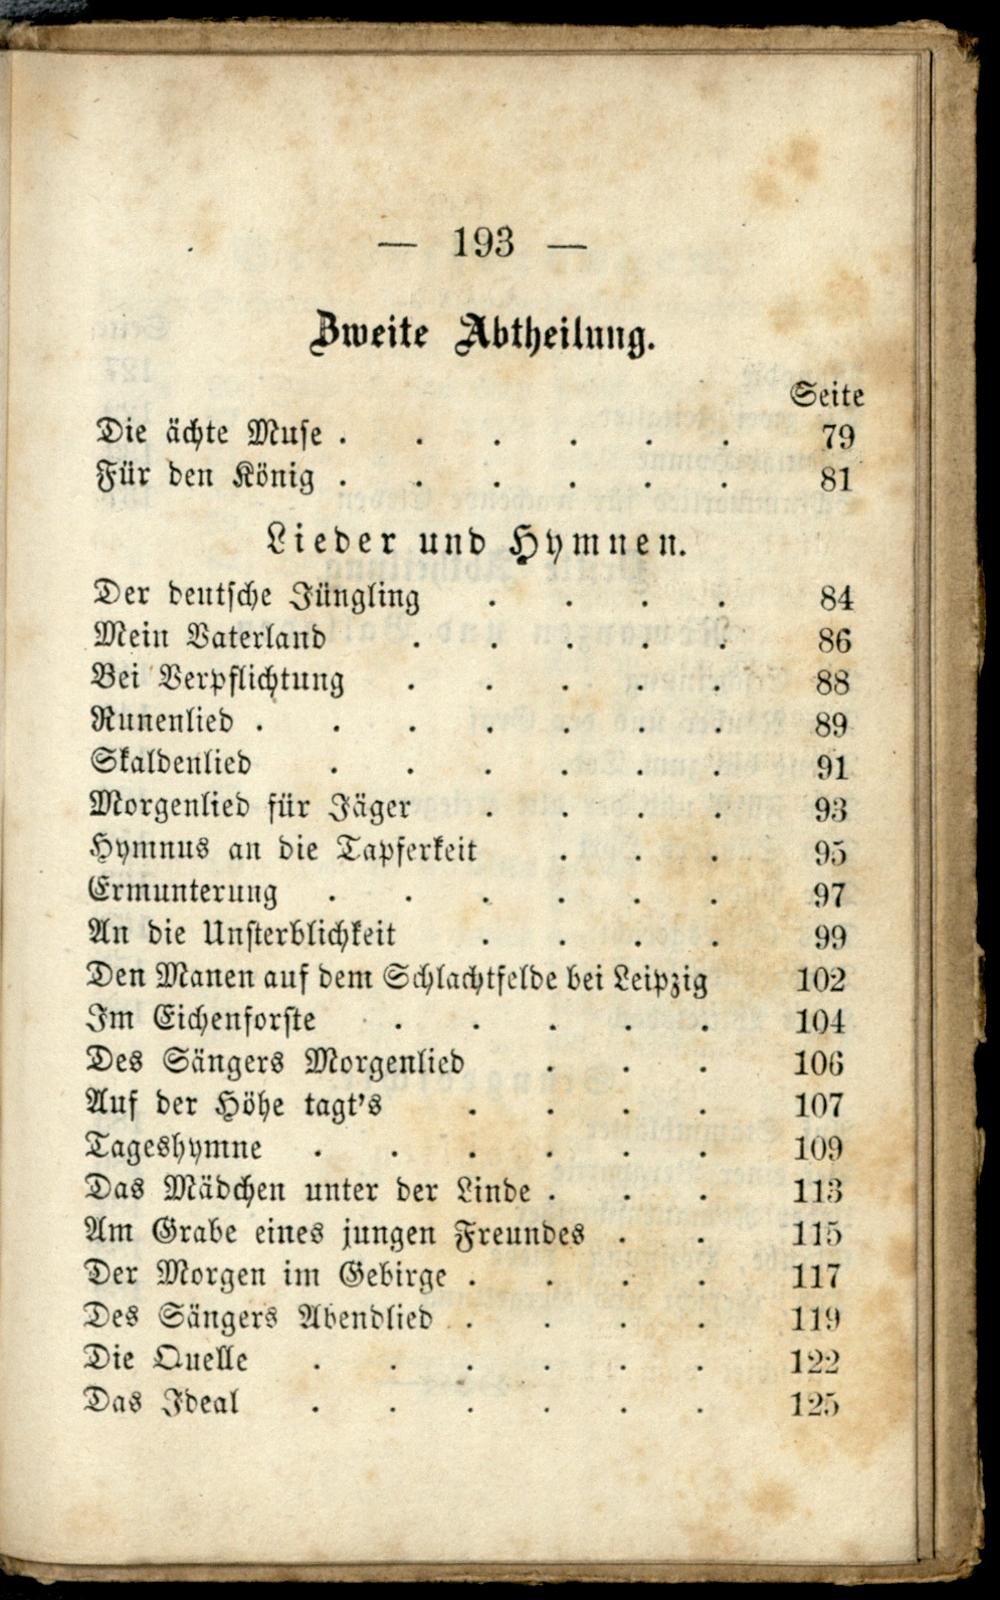 — 193 —
Zweite Abtheilung.
Seite
Die ächte Muse . . . . . . 79
Für den König . . . . . . 81
Lieder und Hymnen.
Der deutsche Jüngling . . . . 84
Mein Vaterland . . . . . 86
Bei Verpflichtung . . . . . 88
Runenlied . . . . . . . 89
Skaldenlied . . . . . . 91
Morgenlied für Jäger . . . . 93
Hymnus an die Tapferkeit . . . 95
Ermunterung . . . . . . 97
An die Unsterblichkeit . . . . 99
Den Manen auf dem Schlachtfelde bei Leipzig 102
Im Eichenforste . . . . . 104
Des Sängers Morgenlied . . . 106
Auf der Höhe tagt's . . . . 107
Tageshymne . . . . . . 109
Das Mädchen unter der Linde . . . 113
Am Grabe eines jungen Freundes . . 115
Der Morgen im Gebirge . . . . 117
Des Sängers Abendlied . . . . 119
Die Quelle . . . . . . 122
Das Ideal . . . . . . 125